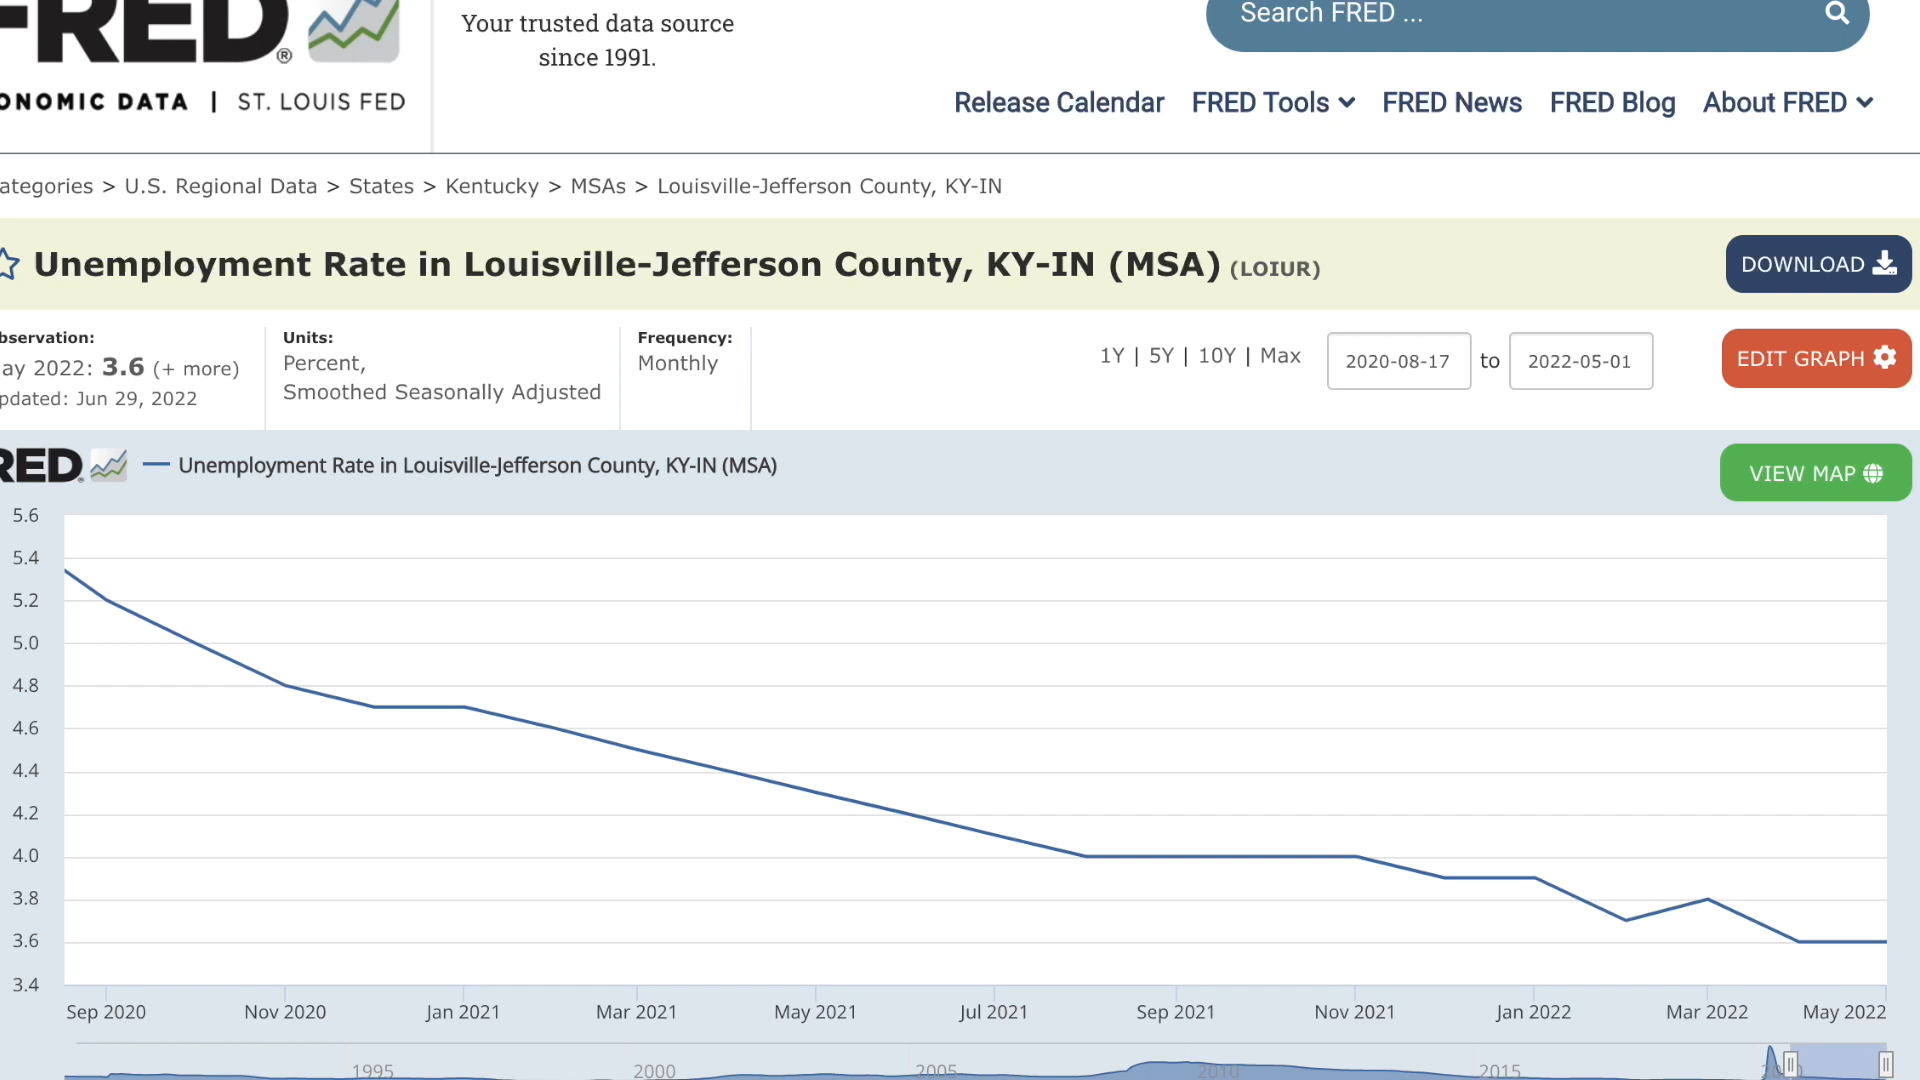 FRED®
Your trusted data source
since 1991.
Search FRED ...
ONOMIC DATA | ST. LOUIS FED
Release Calendar FRED Tools FRED News FRED Blog About FRED
ategories > U.S. Regional Data > States > Kentucky > MSAs > Louisville-Jefferson County, KY-IN
Unemployment Rate in Louisville-Jefferson County, KY-IN (MSA) (LOIUR)
DOWNLOAD
bservation:
ay 2022: 3.6 (+ more)
pdated: Jun 29, 2022
Units:
Percent,
Smoothed Seasonally Adjusted
Frequency:
Monthly
1Y | 5Y | 10Y | Max
2020-08-17 to 2022-05-01
EDIT GRAPH
RED
Unemployment Rate in Louisville-Jefferson County, KY-IN (MSA)
VIEW MAP
5.6
5.4
5.2
5.0
4.8
4.6
4.4
4.2
4.0
3.8
3.6
3.4
Sep 2020 Nov 2020 Jan 2021 Mar 2021 May 2021 Jul 2021 Sep 2021 Nov 2021 Jan 2022 Mar 2022 May 2022
1995 2000 2005 2010 2015